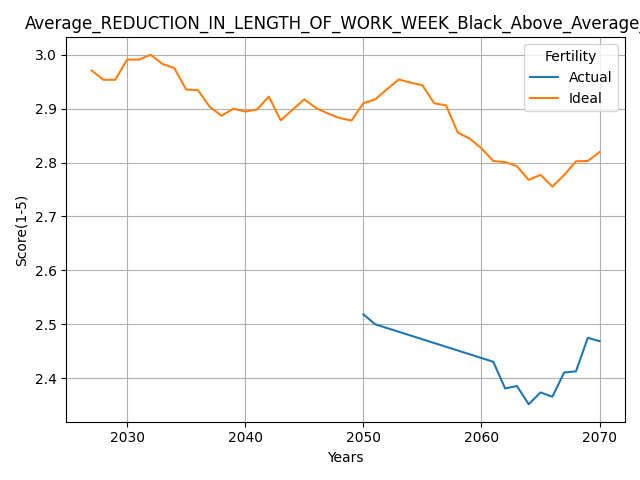 Average_REDUCTION_IN_LENGTH_OF_WORK_WEEK_Black_Above_Average_
Fertility
Actual
Ideal
Score(1-5)
3.0
2.9
2.8
2.7
2.6
2.5
2.4
2030
2040
2050
2060
2070
Years